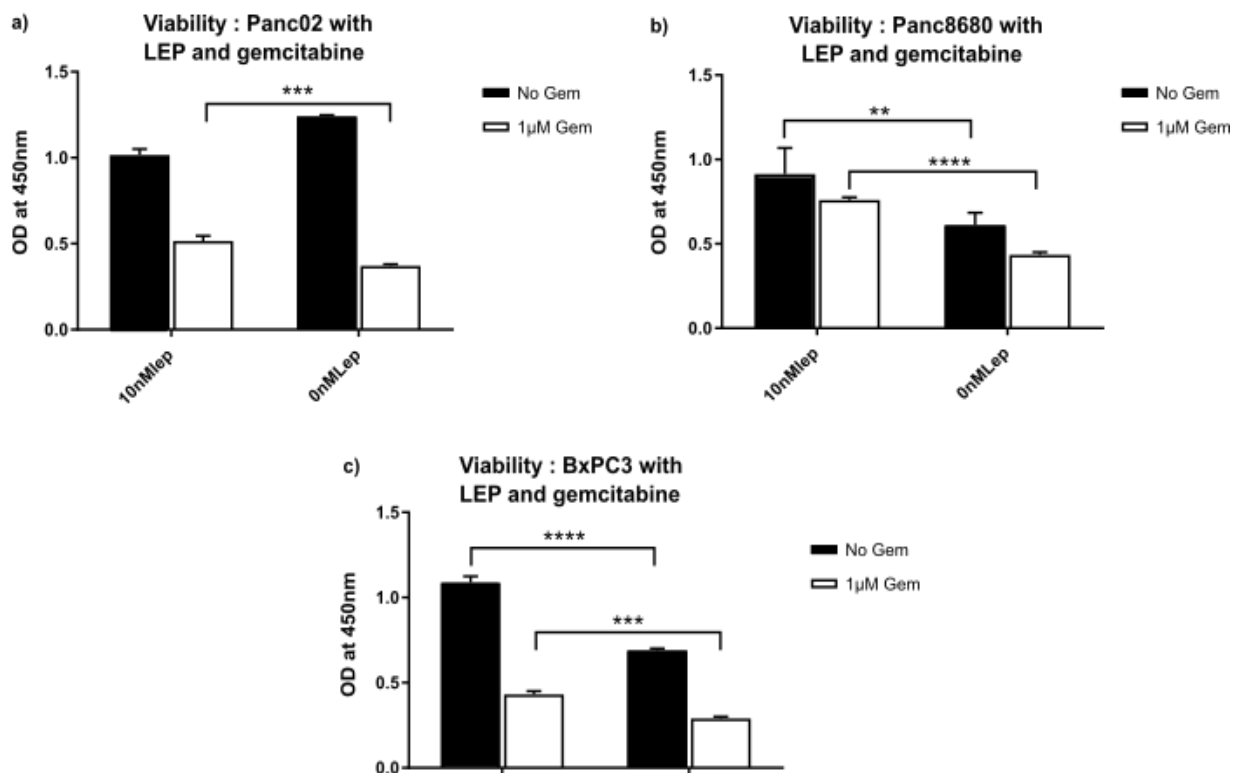 a)
Viability : Panc02 with
LEP and gemcitabine
1.5
1.0
0.5
0.0
OD at 450nm
***
No Gem
1µM Gem
10nMlep
0nMLep
b)
Viability : Panc8680 with
LEP and gemcitabine
1.5
1.0
0.5
0.0
OD at 450nm
**
****
No Gem
1µM Gem
10nMlep
0nMLep
c)
Viability : BxPC3 with
LEP and gemcitabine
1.5
1.0
0.5
0.0
OD at 450nm
****
***
No Gem
1µM Gem